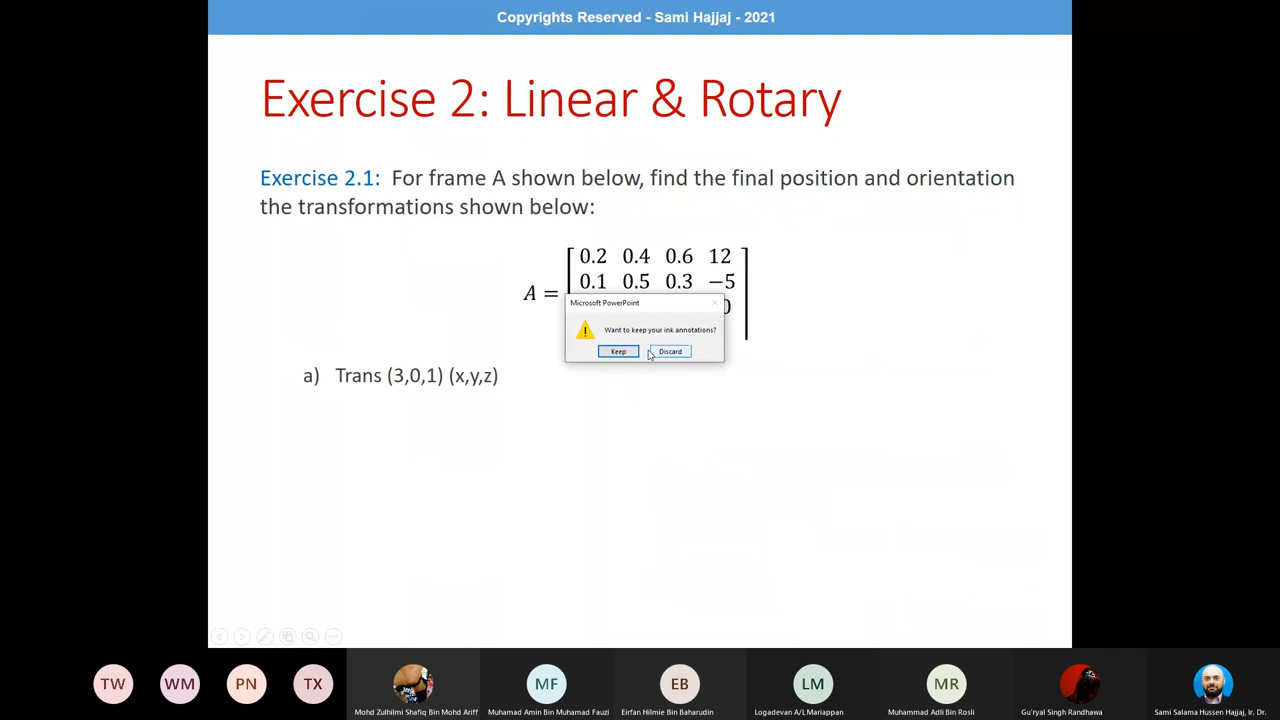 Copyrights Reserved - Sami Hajjaj - 2021
Exercise 2: Linear & Rotary
Exercise 2.1: For frame A shown below, find the final position and orientation
the transformations shown below:
0.2 0.4 0.6 12
A =
0.1 0.5 0.3 −5
0
Microsoft PowerPoint
Want to keep your ink annotations?
Keep
Discard
a) Trans (3,0,1) (x,y,z)
TW
WM
PN
TX
MF
EB
LM
MR
Mohd Zulhilmi Shafiq Bin Mohd Ariff
Muhamad Amin Bin Muhamad Fauzi
Eirfan Hilmie Bin Baharudin
Logadevan A/L Mariappan
Muhammad Adli Bin Rosli
Gu'ryal Singh Randhawa
Sami Salama Hussen Hajjaj, Ir. Dr.